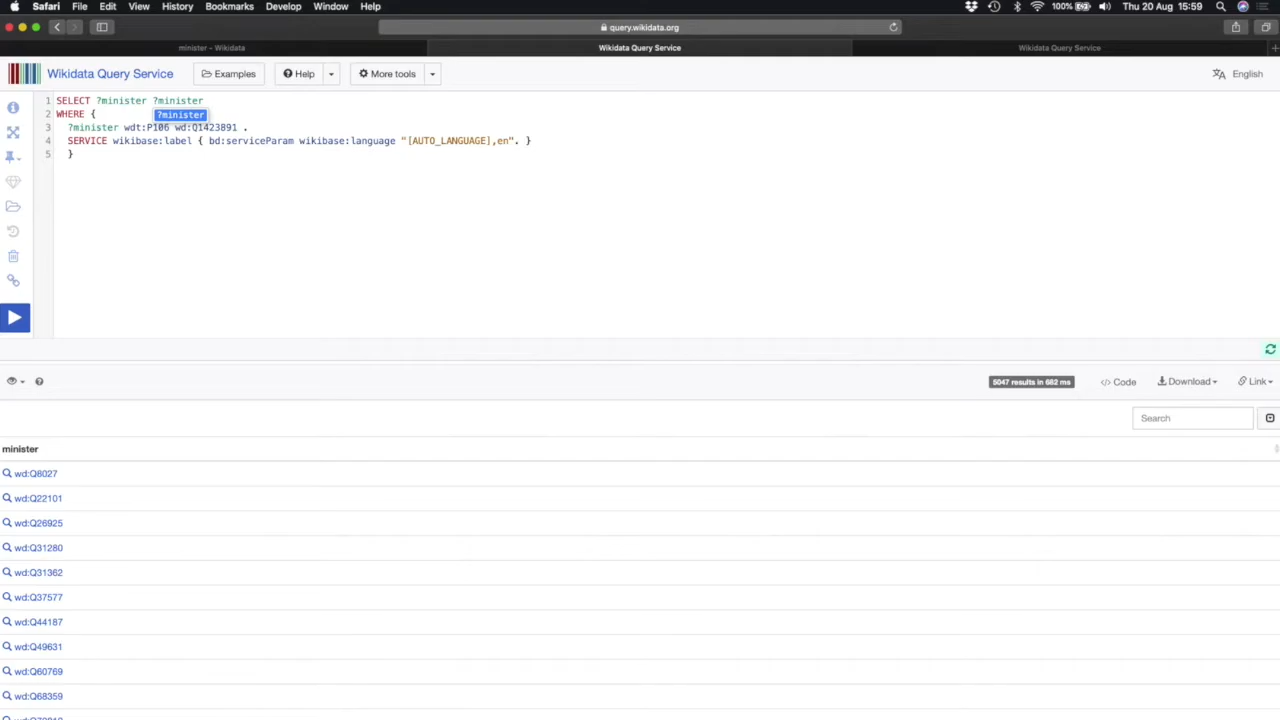 Safari File Edit View History Bookmarks Develop Window Help 100% Thu 20 Aug 15:59
query.wikidata.org
minister – Wikidata Wikidata Query Service Wikidata Query Service
Wikidata Query Service Examples Help More tools English
1 SELECT ?minister ?minister
2 WHERE { ?minister
3 ?minister wdt:P106 wd:Q1423891 .
4 SERVICE wikibase:label { bd:serviceParam wikibase:language "[AUTO_LANGUAGE],en". }
5 }
5047 results in 682 ms </> Code Download Link
Search
minister
wd:Q8027
wd:Q22101
wd:Q26925
wd:Q31280
wd:Q31362
wd:Q37577
wd:Q44187
wd:Q49631
wd:Q60769
wd:Q68359